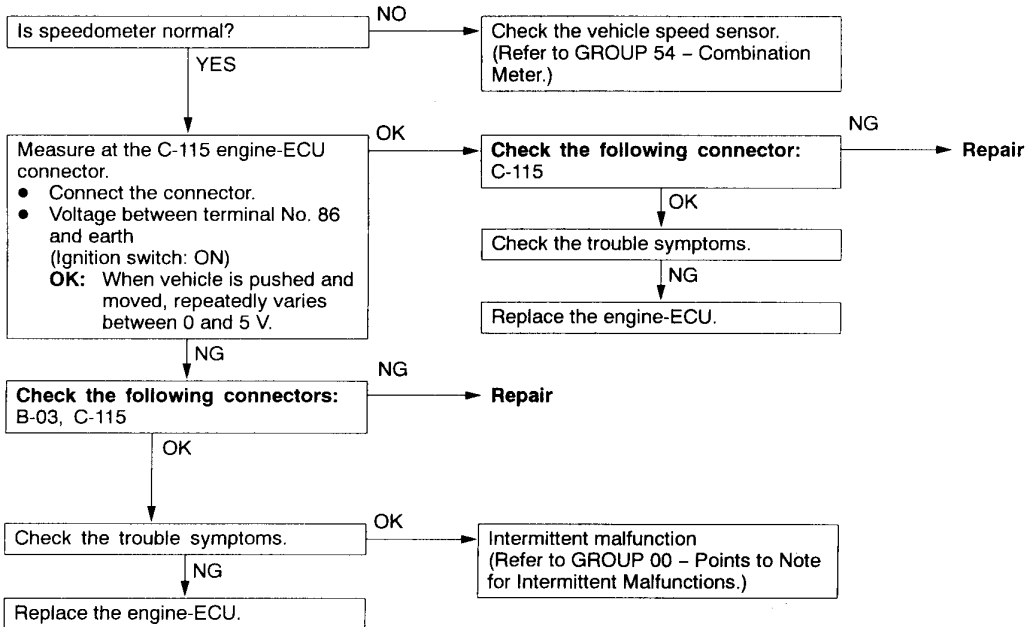 Is speedometer normal?
NO
Check the vehicle speed sensor.
(Refer to GROUP 54 – Combination
Meter.)
YES
Measure at the C-115 engine-ECU
connector.
● Connect the connector.
● Voltage between terminal No. 86
and earth
(Ignition switch: ON)
OK: When vehicle is pushed and
moved, repeatedly varies
between 0 and 5 V.
OK
Check the following connector:
C-115
NG
Repair
OK
Check the trouble symptoms.
NG
Replace the engine-ECU.
NG
Check the following connectors:
B-03, C-115
NG
Repair
OK
Check the trouble symptoms.
OK
Intermittent malfunction
(Refer to GROUP 00 – Points to Note
for Intermittent Malfunctions.)
NG
Replace the engine-ECU.